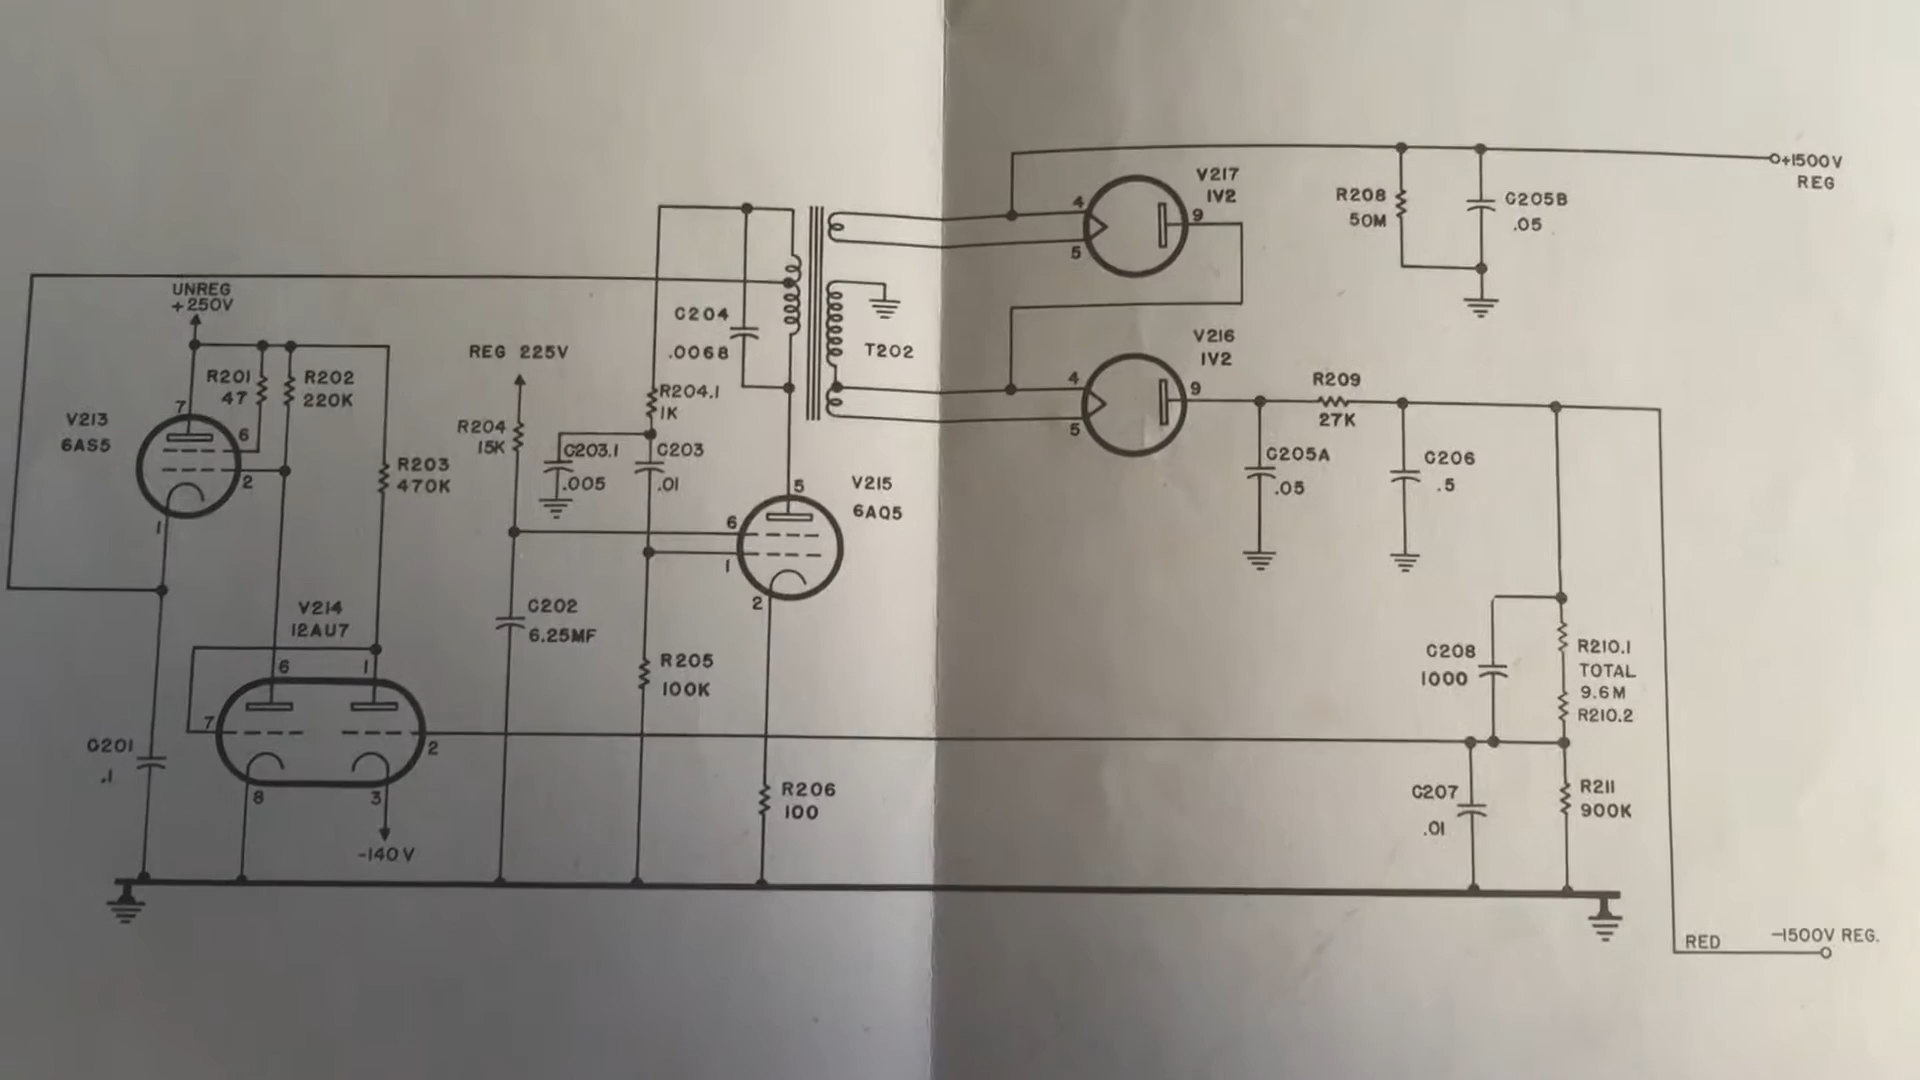 UNREG
+250V
R201
47
R202
220K
V213
6AS5
7
6
2
1
R203
470K
V214
12AU7
6
1
7
2
8
3
-140V
C201
.1
REG 225V
R204
15K
C203.1
.005
C203
.01
R204.1
1K
C204
.0068
T202
V215
6AQ5
5
6
1
2
C202
6.25MF
R205
100K
R206
100
V217
1V2
4
5
9
V216
1V2
4
5
9
R208
50M
C205B
.05
+1500V
REG
R209
27K
C205A
.05
C206
.5
C208
1000
R210.1
TOTAL
9.6M
R210.2
C207
.01
R211
900K
RED
-1500V REG.